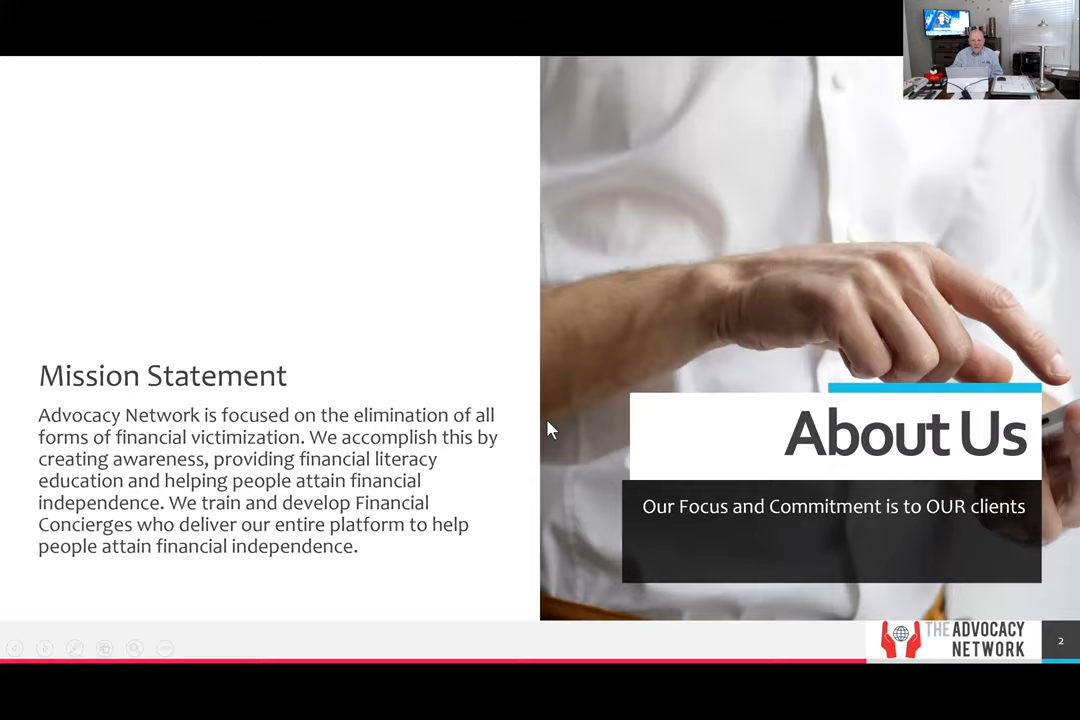 Mission Statement
Advocacy Network is focused on the elimination of all
forms of financial victimization. We accomplish this by
creating awareness, providing financial literacy
education and helping people attain financial
independence. We train and develop Financial
Concierges who deliver our entire platform to help
people attain financial independence.
About Us
Our Focus and Commitment is to OUR clients
THE ADVOCACY
NETWORK
2